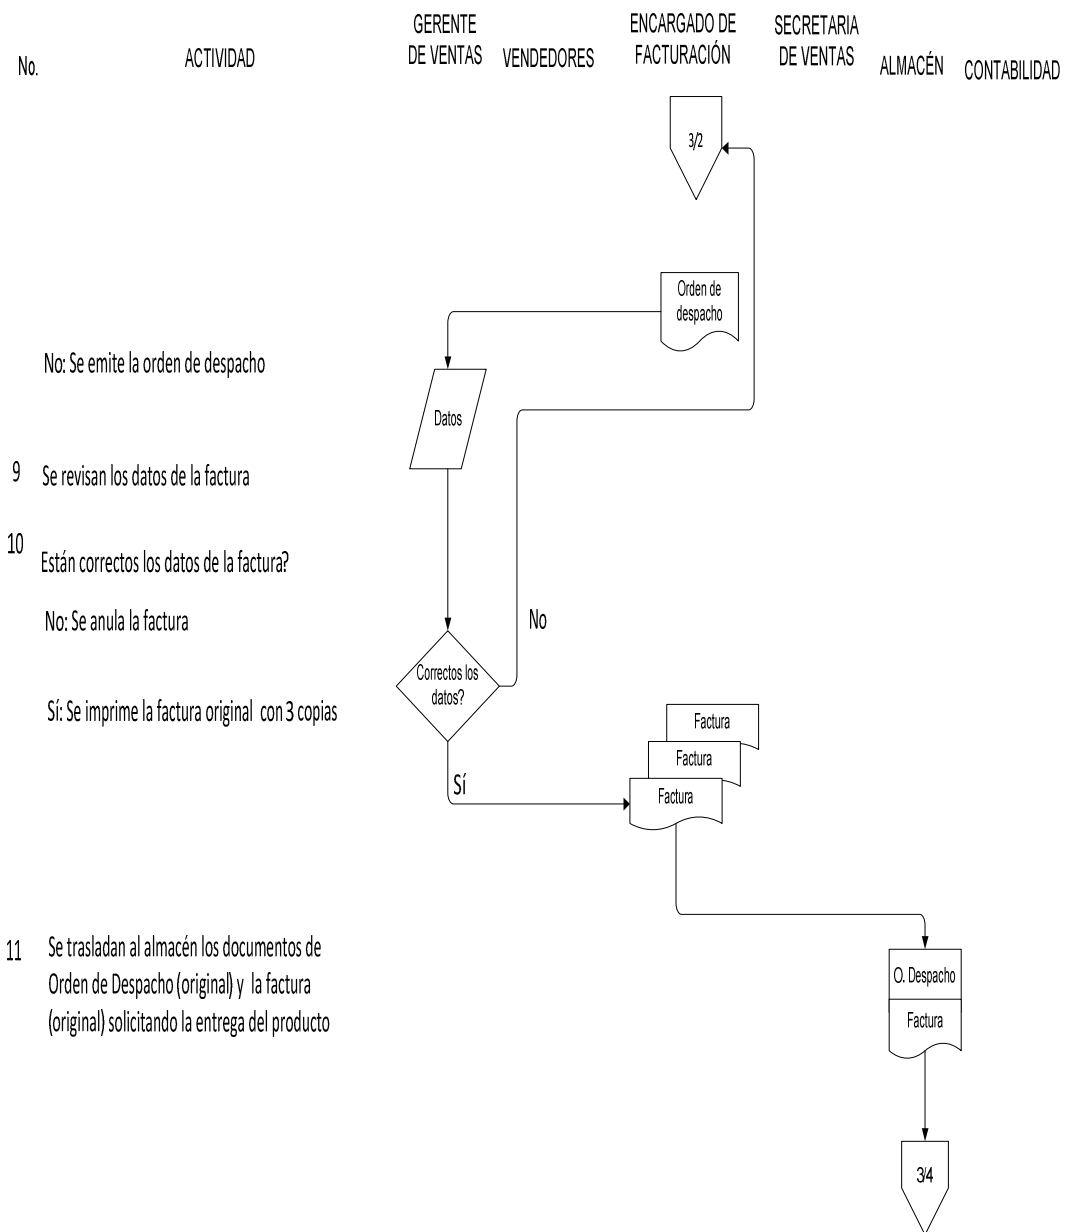 No.
ACTIVIDAD
GERENTE
DE VENTAS
VENDEDORES
ENCARGADO DE
FACTURACIÓN
SECRETARIA
DE VENTAS
ALMACÉN
CONTABILIDAD
3/2
Orden de
despacho
No: Se emite la orden de despacho
Datos
9 Se revisan los datos de la factura
10 Están correctos los datos de la factura?
No: Se anula la factura
No
Correctos los
datos?
Sí: Se imprime la factura original con 3 copias
Factura
Factura
Factura
Sí
11 Se trasladan al almacén los documentos de
Orden de Despacho (original) y la factura
(original) solicitando la entrega del producto
O. Despacho
Factura
3/4